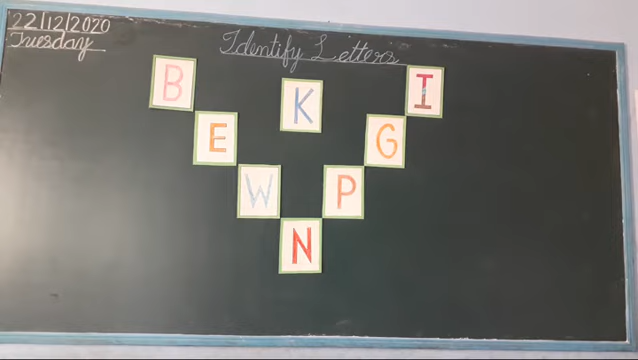 22/12/2020
Tuesday
Identify Letters
B K I
E G
W P
N